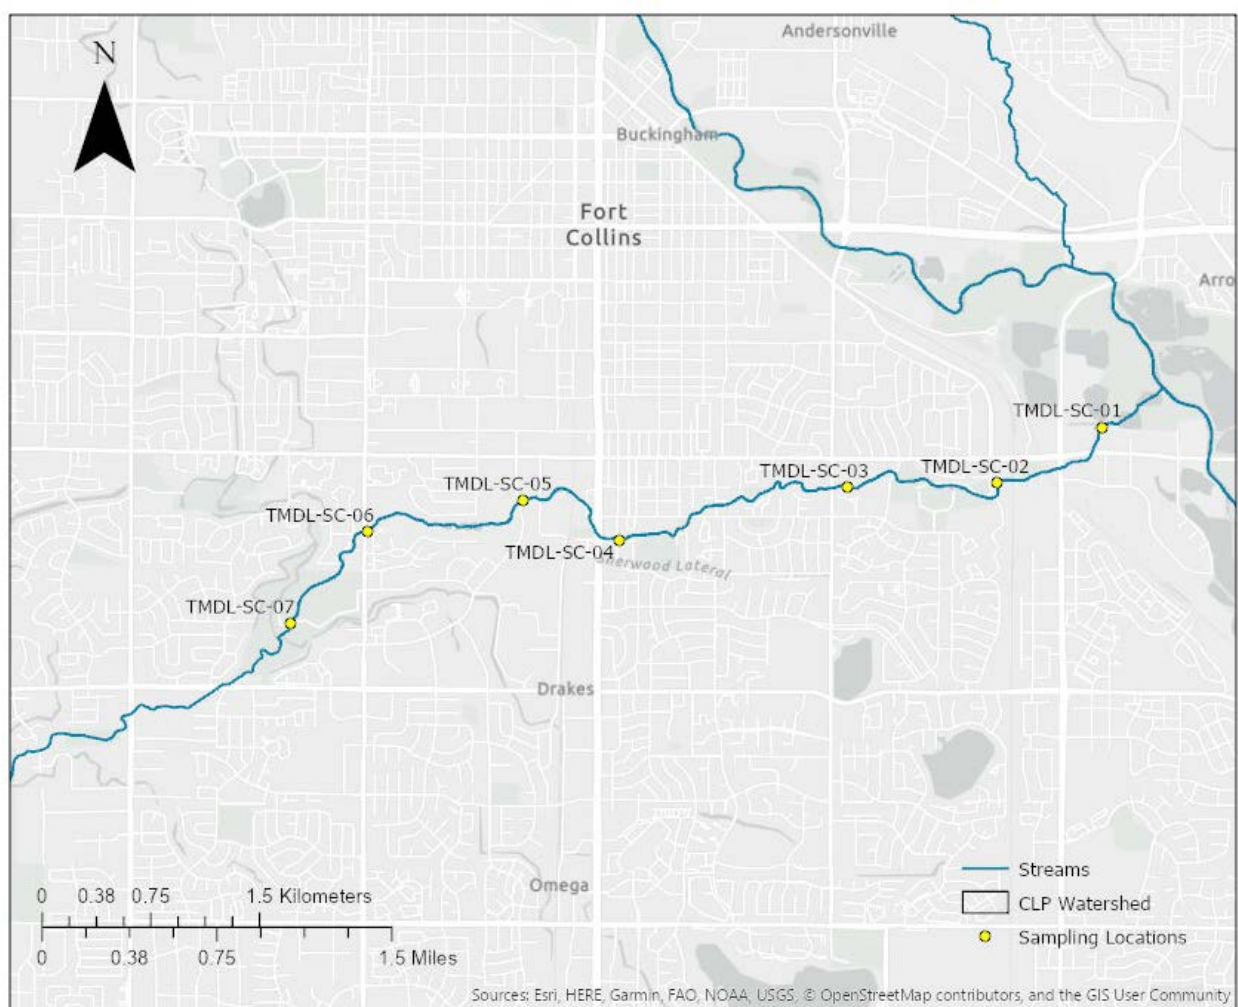 N
Andersonville
Buckingham
Fort
Collins
Arro
TMDL-SC-01
TMDL-SC-02
TMDL-SC-03
TMDL-SC-05
TMDL-SC-06
TMDL-SC-04
Sherwood Lateral
TMDL-SC-07
Drakes
Omega
0 0.38 0.75 1.5 Kilometers
0 0.38 0.75 1.5 Miles
Streams
CLP Watershed
Sampling Locations
Sources: Esri, HERE, Garmin, FAO, NOAA, USGS, © OpenStreetMap contributors, and the GIS User Community